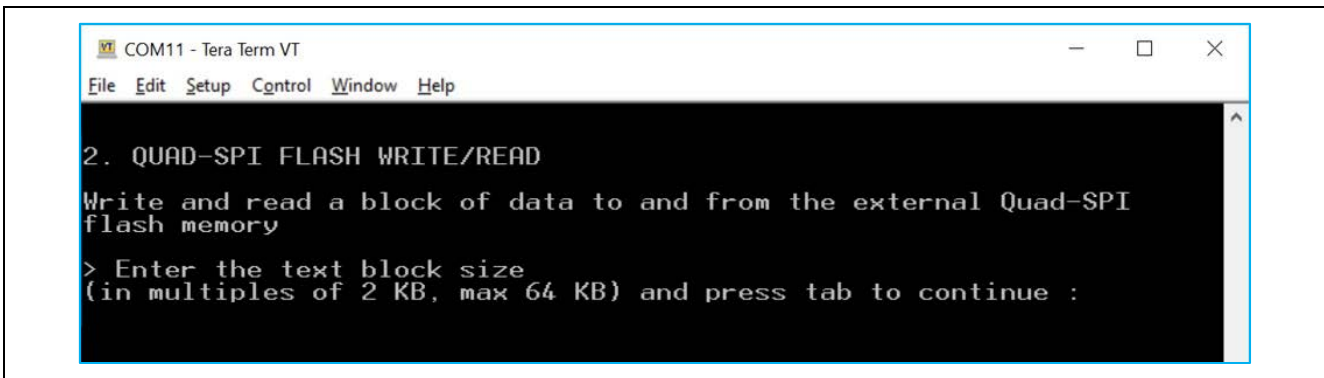 COM11 - Tera Term VT
File Edit Setup Control Window Help
2. QUAD-SPI FLASH WRITE/READ
Write and read a block of data to and from the external Quad-SPI
flash memory
> Enter the text block size
(in multiples of 2 KB, max 64 KB) and press tab to continue :